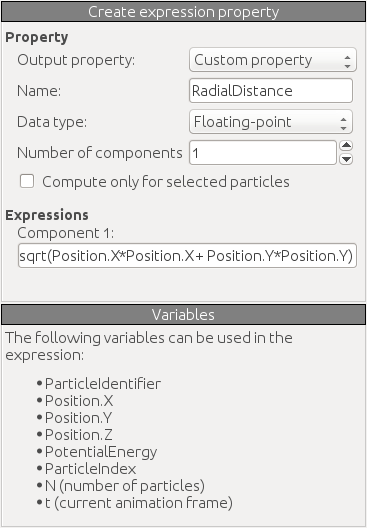 Create expression property
Property
Output property: Custom property
Name: RadialDistance
Data type: Floating-point
Number of components 1
Compute only for selected particles
Expressions
Component 1:
sqrt(Position.X*Position.X+ Position.Y*Position.Y)
Variables
The following variables can be used in the
expression:
• ParticleIdentifier
• Position.X
• Position.Y
• Position.Z
• PotentialEnergy
• ParticleIndex
• N (number of particles)
• t (current animation frame)